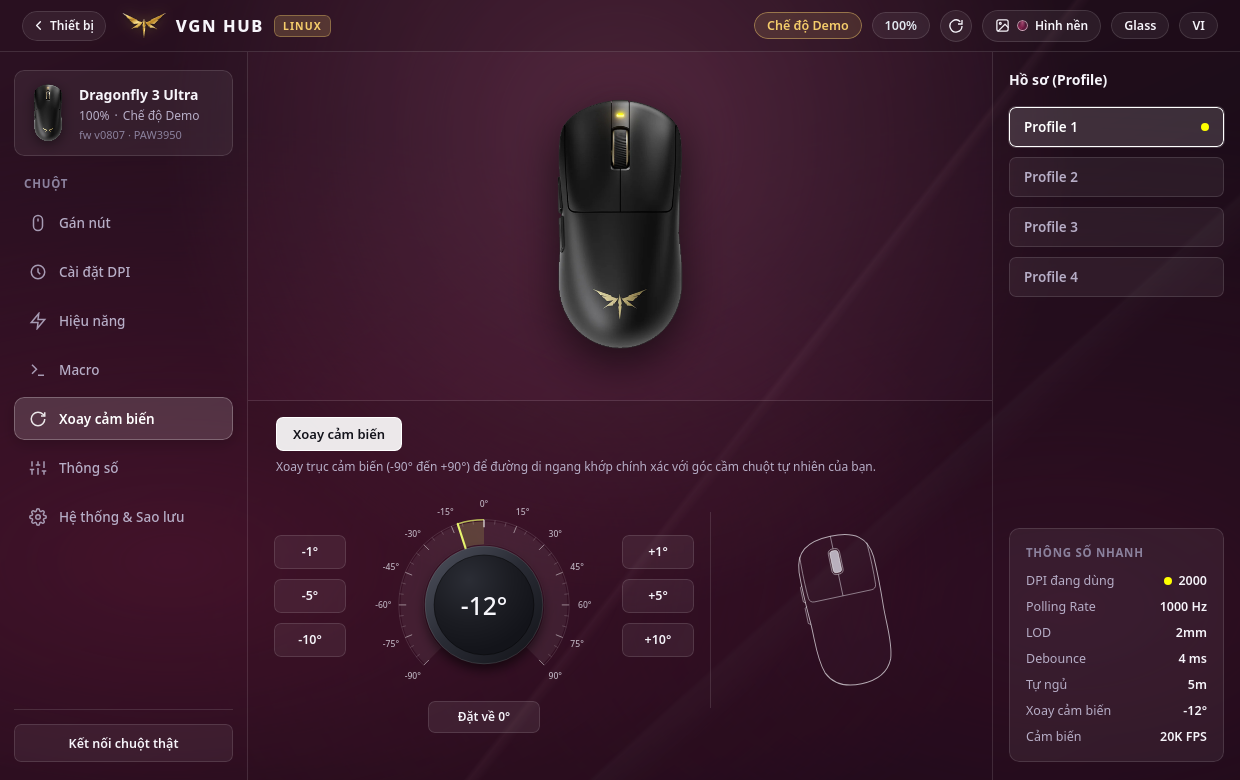 Thiết bị
VGN HUB
LINUX
Chế độ Demo
100%
Hình nền
Glass
VI
Dragonfly 3 Ultra
100% · Chế độ Demo
fw v0807 · PAW3950
CHUỘT
Gán nút
Cài đặt DPI
Hiệu năng
Macro
Xoay cảm biến
Thông số
Hệ thống & Sao lưu
Kết nối chuột thật
Xoay cảm biến
Xoay trục cảm biến (-90° đến +90°) để đường di ngang khớp chính xác với góc cầm chuột tự nhiên của bạn.
-1°
-5°
-10°
0°
-15°
15°
-30°
30°
-45°
45°
-60°
60°
-75°
75°
-90°
90°
-12°
+1°
+5°
+10°
Đặt về 0°
Hồ sơ (Profile)
Profile 1
Profile 2
Profile 3
Profile 4
THÔNG SỐ NHANH
DPI đang dùng 2000
Polling Rate 1000 Hz
LOD 2mm
Debounce 4 ms
Tự ngủ 5m
Xoay cảm biến -12°
Cảm biến 20K FPS